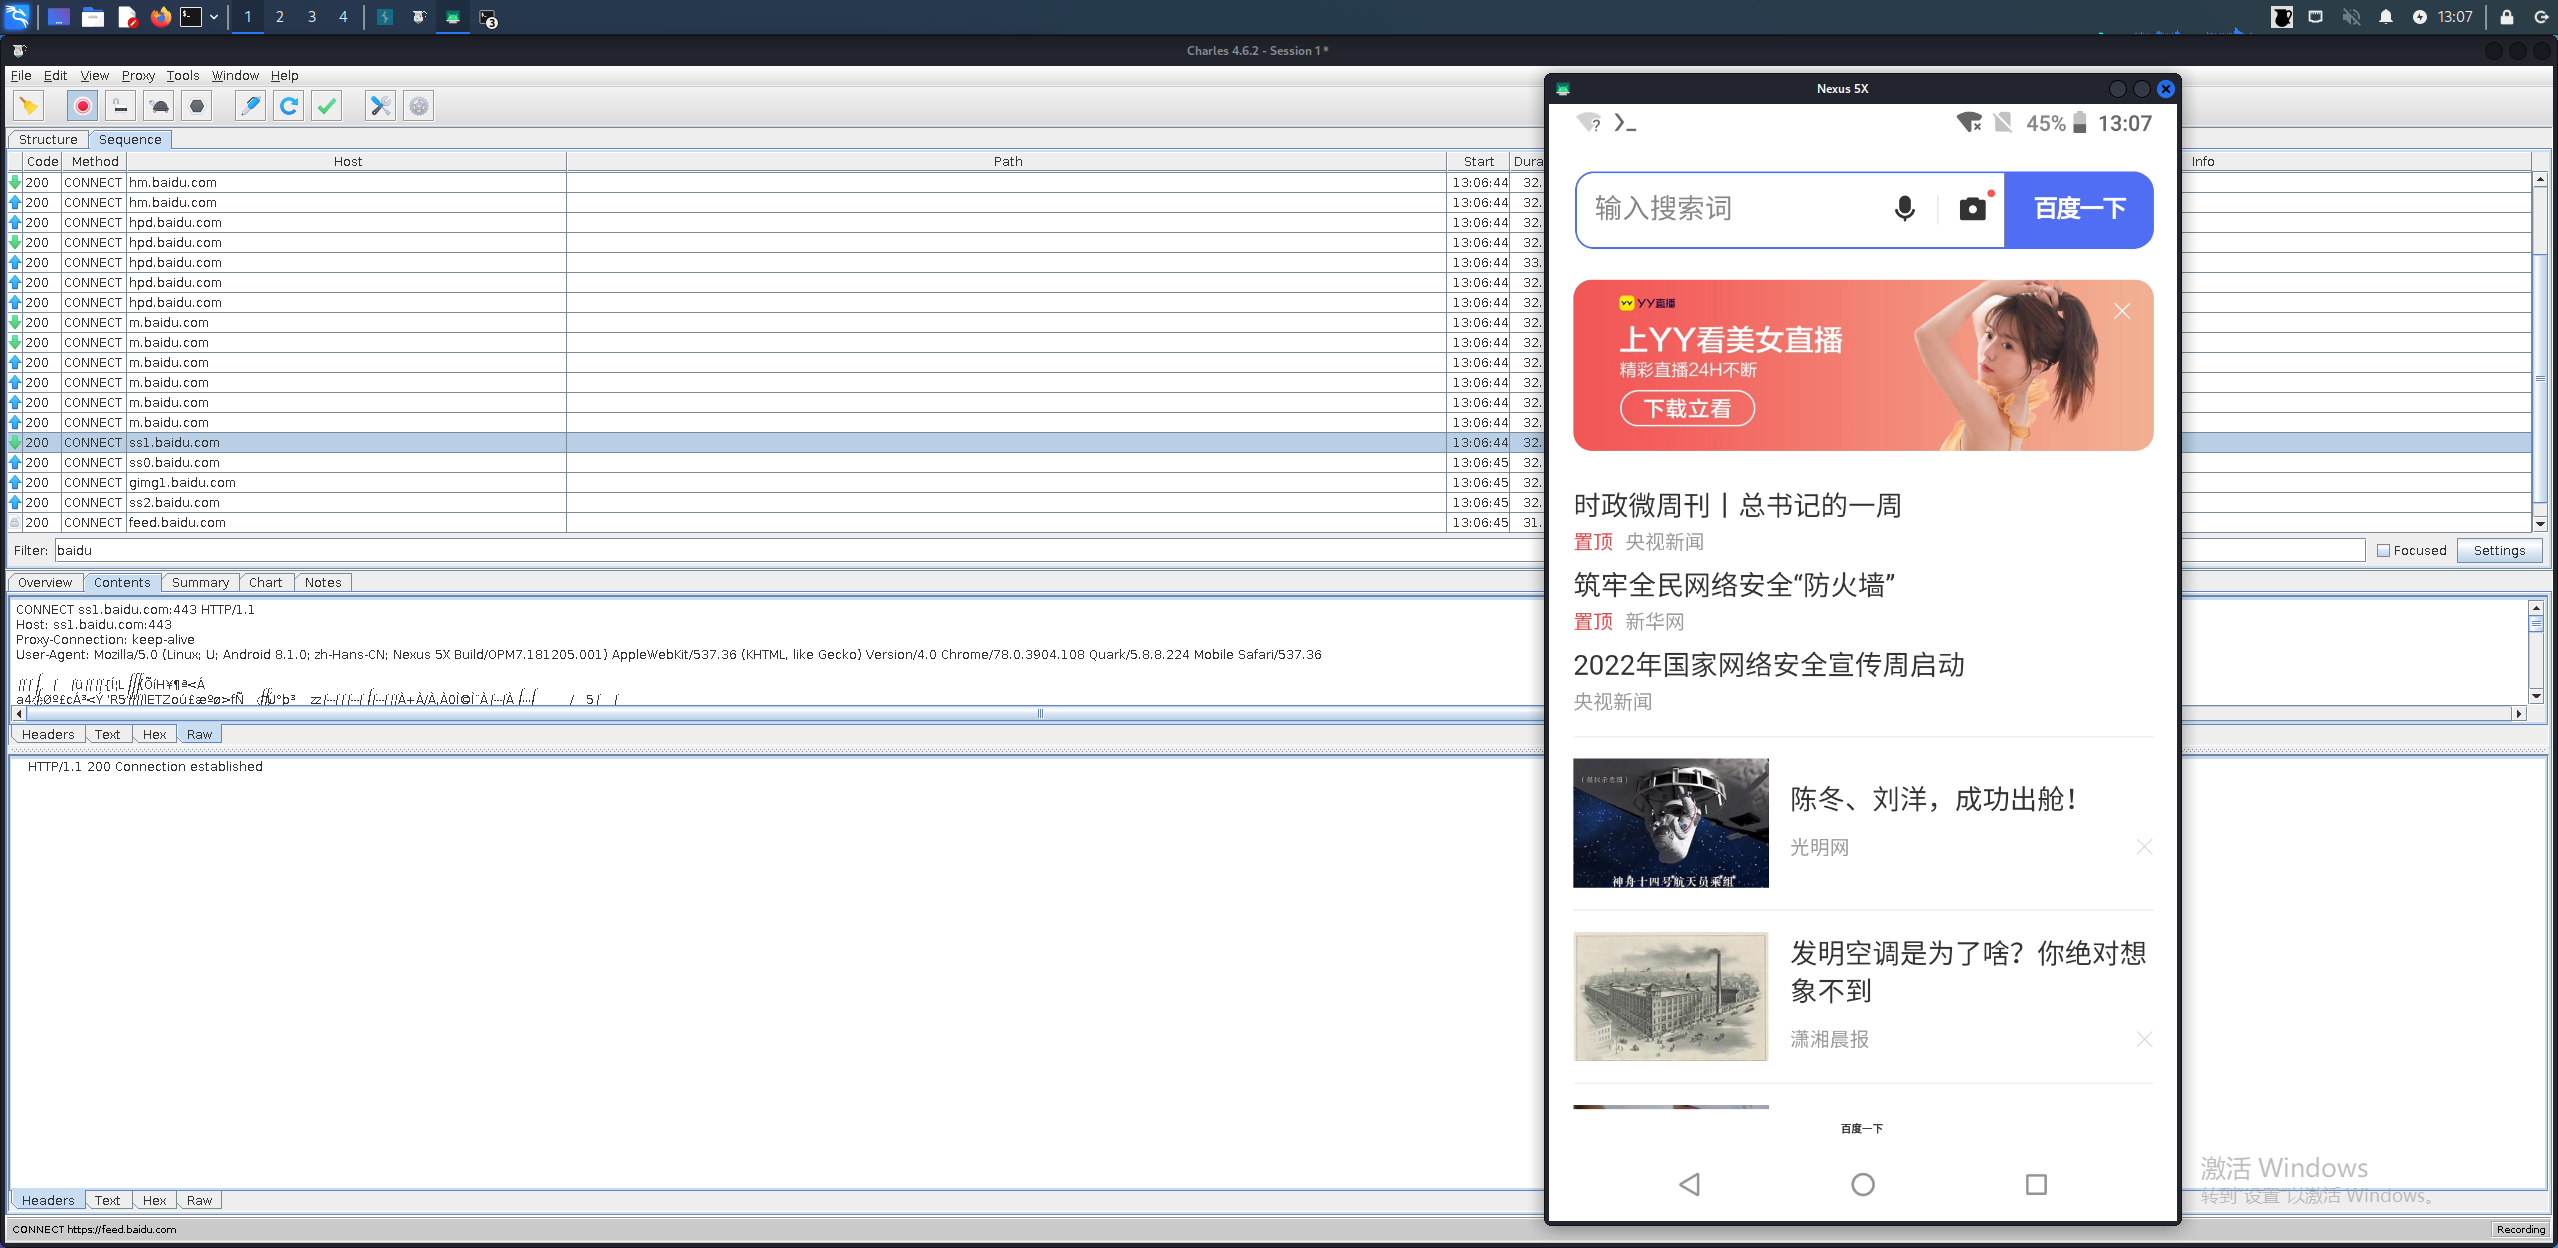 1 2 3 4
3
13:07
Charles 4.6.2 - Session 1 *
File Edit View Proxy Tools Window Help
Structure Sequence
Code Method Host Path Start Dura Info
200 CONNECT hm.baidu.com 13:06:44 32.
200 CONNECT hm.baidu.com 13:06:44 32.
200 CONNECT hpd.baidu.com 13:06:44 32.
200 CONNECT hpd.baidu.com 13:06:44 32.
200 CONNECT hpd.baidu.com 13:06:44 33.
200 CONNECT hpd.baidu.com 13:06:44 32.
200 CONNECT hpd.baidu.com 13:06:44 32.
200 CONNECT m.baidu.com 13:06:44 32.
200 CONNECT m.baidu.com 13:06:44 32.
200 CONNECT m.baidu.com 13:06:44 32.
200 CONNECT m.baidu.com 13:06:44 32.
200 CONNECT m.baidu.com 13:06:44 32.
200 CONNECT m.baidu.com 13:06:44 32.
200 CONNECT ss1.baidu.com 13:06:44 32.
200 CONNECT ss0.baidu.com 13:06:45 32.
200 CONNECT gimg1.baidu.com 13:06:45 32.
200 CONNECT ss2.baidu.com 13:06:45 32.
200 CONNECT feed.baidu.com 13:06:45 31.
Filter: baidu
Focused Settings
Overview Contents Summary Chart Notes
CONNECT ss1.baidu.com:443 HTTP/1.1
Host: ss1.baidu.com:443
Proxy-Connection: keep-alive
User-Agent: Mozilla/5.0 (Linux; U; Android 8.1.0; zh-Hans-CN; Nexus 5X Build/OPM7.181205.001) AppleWebKit/537.36 (KHTML, like Gecko) Version/4.0 Chrome/78.0.3904.108 Quark/5.8.8.224 Mobile Safari/537.36
Headers Text Hex Raw
HTTP/1.1 200 Connection established
Headers Text Hex Raw
CONNECT https://feed.baidu.com
Recording
Nexus 5X
45% 13:07
输入搜索词
百度一下
YY直播
上YY看美女直播
精彩直播24H不断
下载立看
时政微周刊丨总书记的一周
置顶 央视新闻
筑牢全民网络安全“防火墙”
置顶 新华网
2022年国家网络安全宣传周启动
央视新闻
(模拟示意图)
神舟十四号航天员乘组
陈冬、刘洋，成功出舱！
光明网
发明空调是为了啥？你绝对想
象不到
潇湘晨报
百度一下
激活 Windows
转到“设置”以激活 Windows。